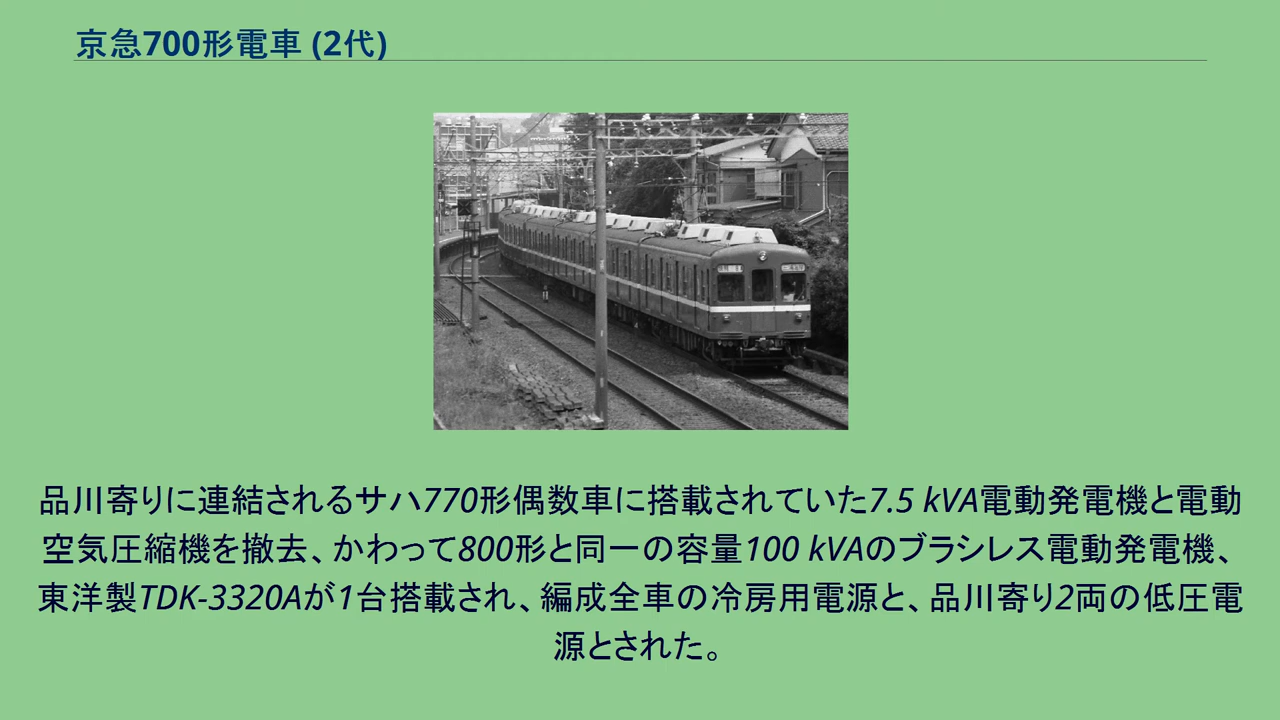 京急700形電車 (2代)
品川寄りに連結されるサハ770形偶数車に搭載されていた7.5 kVA電動発電機と電動
空気圧縮機を撤去、かわって800形と同一の容量100 kVAのブラシレス電動発電機、
東洋製TDK-3320Aが1台搭載され、編成全車の冷房用電源と、品川寄り2両の低圧電
源とされた。